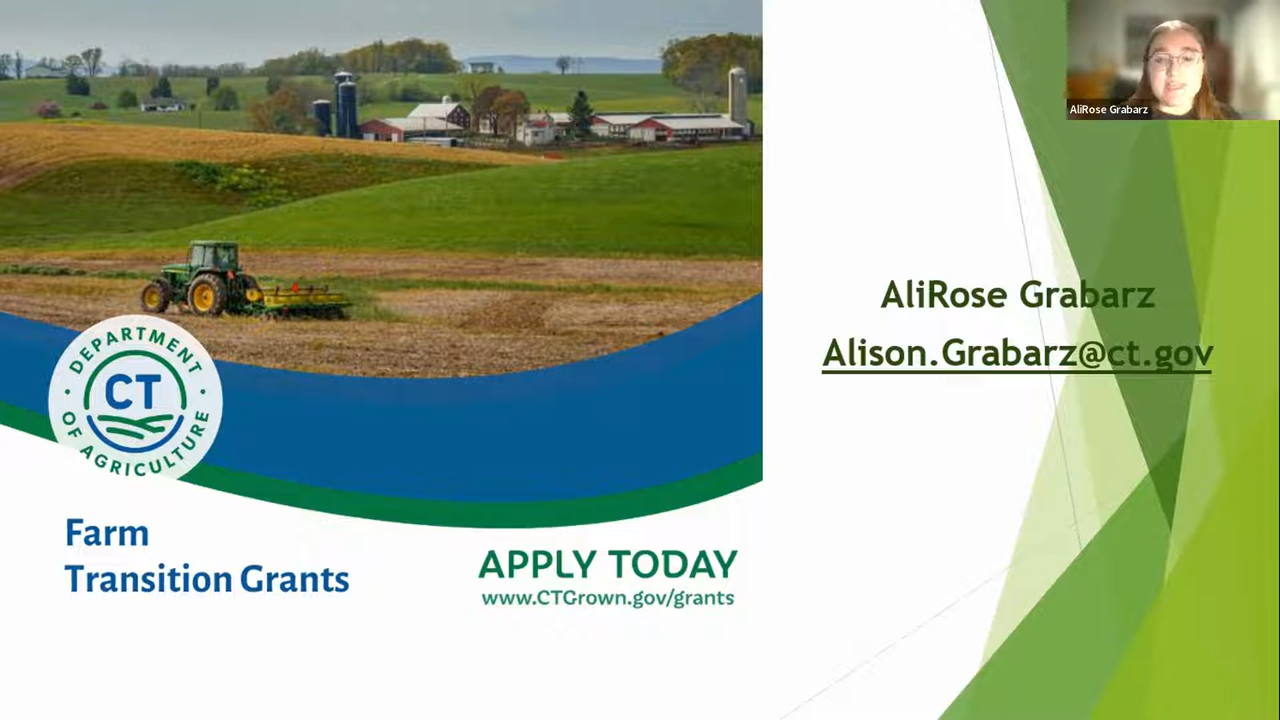 AliRose Grabarz
AliRose Grabarz
Alison.Grabarz@ct.gov
DEPARTMENT
CT
OF AGRICULTURE
Farm
Transition Grants
APPLY TODAY
www.CTGrown.gov/grants